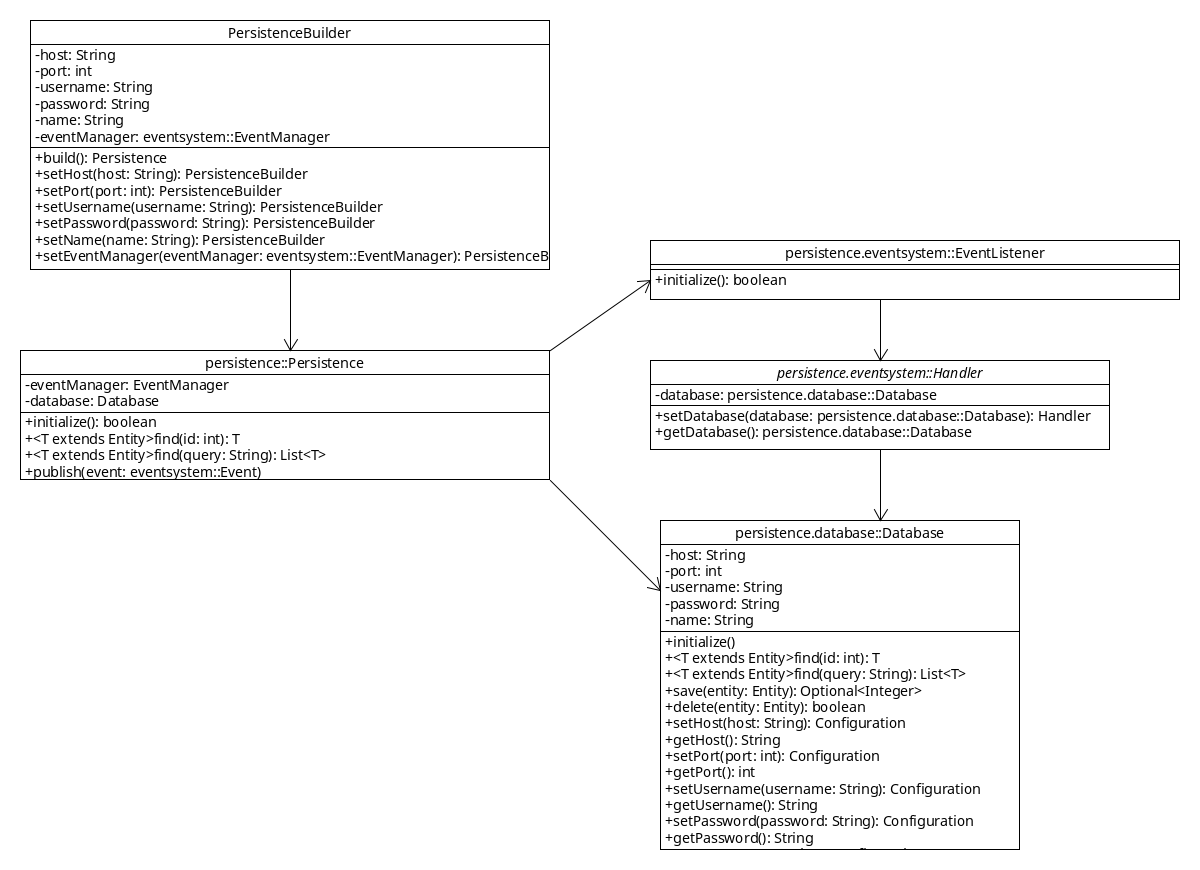 PersistenceBuilder
-host: String
-port: int
-username: String
-password: String
-name: String
-eventManager: eventsystem::EventManager
+build(): Persistence
+setHost(host: String): PersistenceBuilder
+setPort(port: int): PersistenceBuilder
+setUsername(username: String): PersistenceBuilder
+setPassword(password: String): PersistenceBuilder
+setName(name: String): PersistenceBuilder
+setEventManager(eventManager: eventsystem::EventManager): PersistenceB
persistence::Persistence
-eventManager: EventManager
-database: Database
+initialize(): boolean
+<T extends Entity>find(id: int): T
+<T extends Entity>find(query: String): List<T>
+publish(event: eventsystem::Event)
persistence.eventsystem::EventListener
+initialize(): boolean
persistence.eventsystem::Handler
-database: persistence.database::Database
+setDatabase(database: persistence.database::Database): Handler
+getDatabase(): persistence.database::Database
persistence.database::Database
-host: String
-port: int
-username: String
-password: String
-name: String
+initialize()
+<T extends Entity>find(id: int): T
+<T extends Entity>find(query: String): List<T>
+save(entity: Entity): Optional<Integer>
+delete(entity: Entity): boolean
+setHost(host: String): Configuration
+getHost(): String
+setPort(port: int): Configuration
+getPort(): int
+setUsername(username: String): Configuration
+getUsername(): String
+setPassword(password: String): Configuration
+getPassword(): String